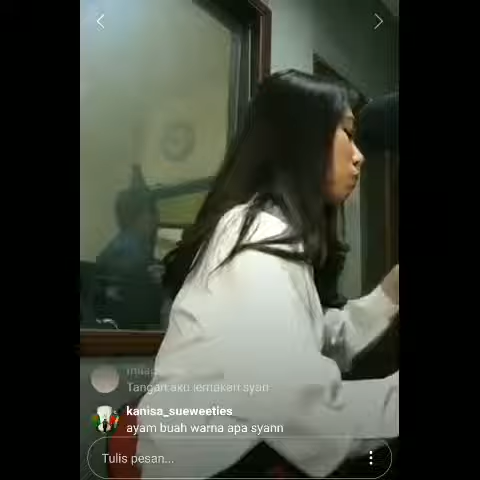 Tangan aku lemakan syan
kanisa_sueweeties
ayam buah warna apa syann
Tulis pesan...